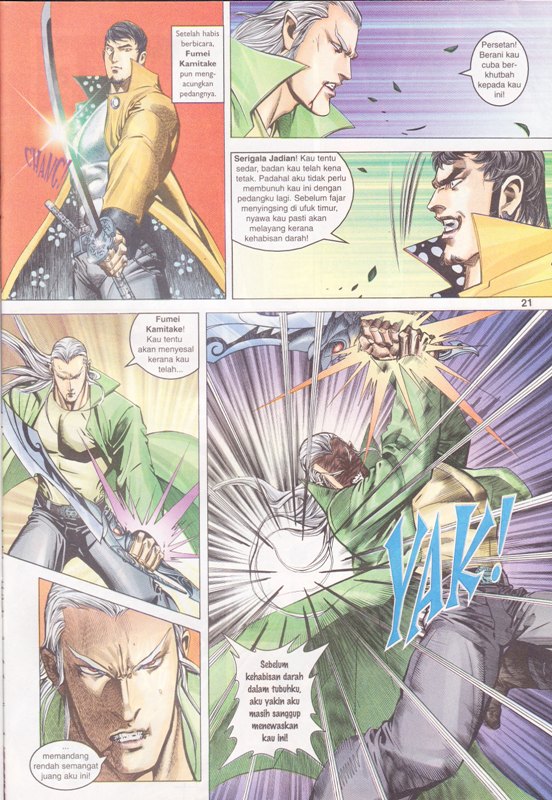 Setelah habis
berbicara,
Fumei
Kamitake
pun meng-
acungkan
pedangnya.
CHANG!
Persetan!
Berani kau
cuba ber-
khutbah
kepada kau
ini!
Serigala Jadian! Kau tentu
sedar, badan kau telah kena
tetak. Padahal aku tidak perlu
membunuh kau ini dengan
pedangku lagi. Sebelum fajar
menyingsing di ufuk timur,
nyawa kau pasti akan
melayang kerana
kehabisan darah!
21
Fumei
Kamitake!
Kau tentu
akan menyesal
kerana kau
telah...
...
memandang
rendah semangat
juang aku ini!
YAK!
Sebelum
kehabisan darah
dalam tubuhku,
aku yakin aku
masih sanggup
menewaskan
kau ini!